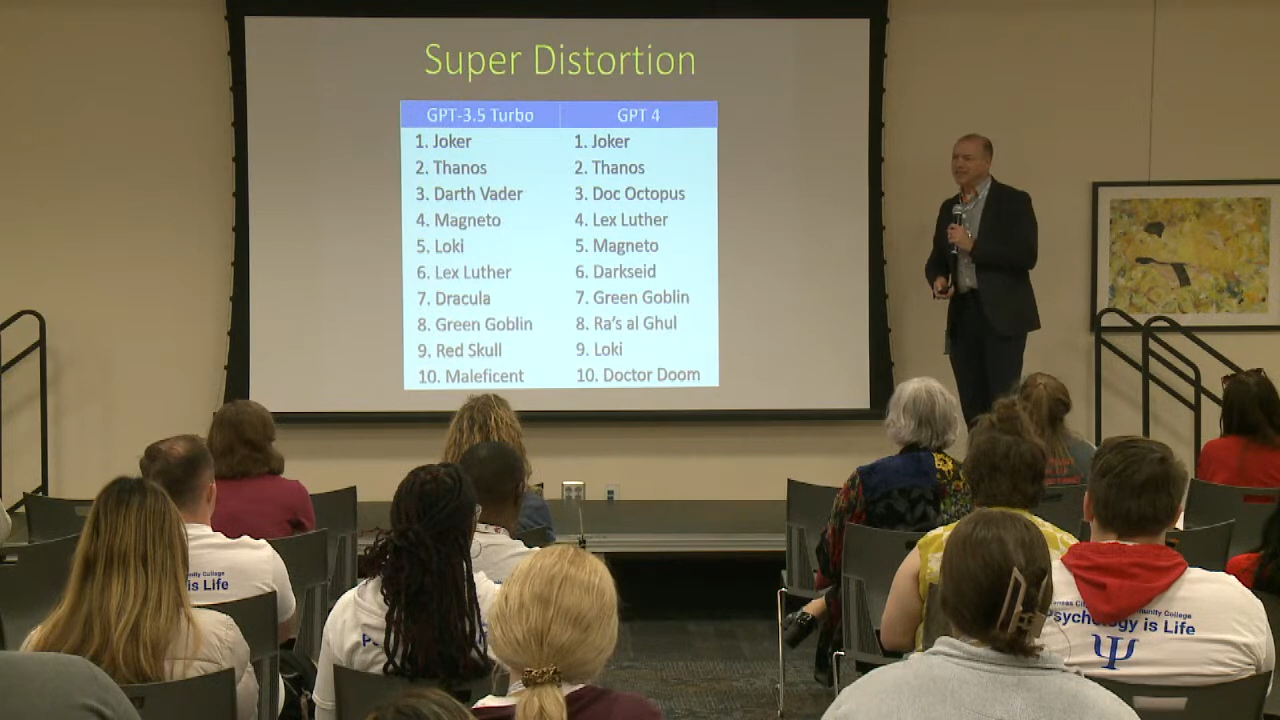 Super Distortion
GPT-3.5 Turbo GPT 4
1. Joker 1. Joker
2. Thanos 2. Thanos
3. Darth Vader 3. Doc Octopus
4. Magneto 4. Lex Luther
5. Loki 5. Magneto
6. Lex Luther 6. Darkseid
7. Dracula 7. Green Goblin
8. Green Goblin 8. Ra's al Ghul
9. Red Skull 9. Loki
10. Maleficent 10. Doctor Doom
College
is Life
Psychology is Life
Ψ